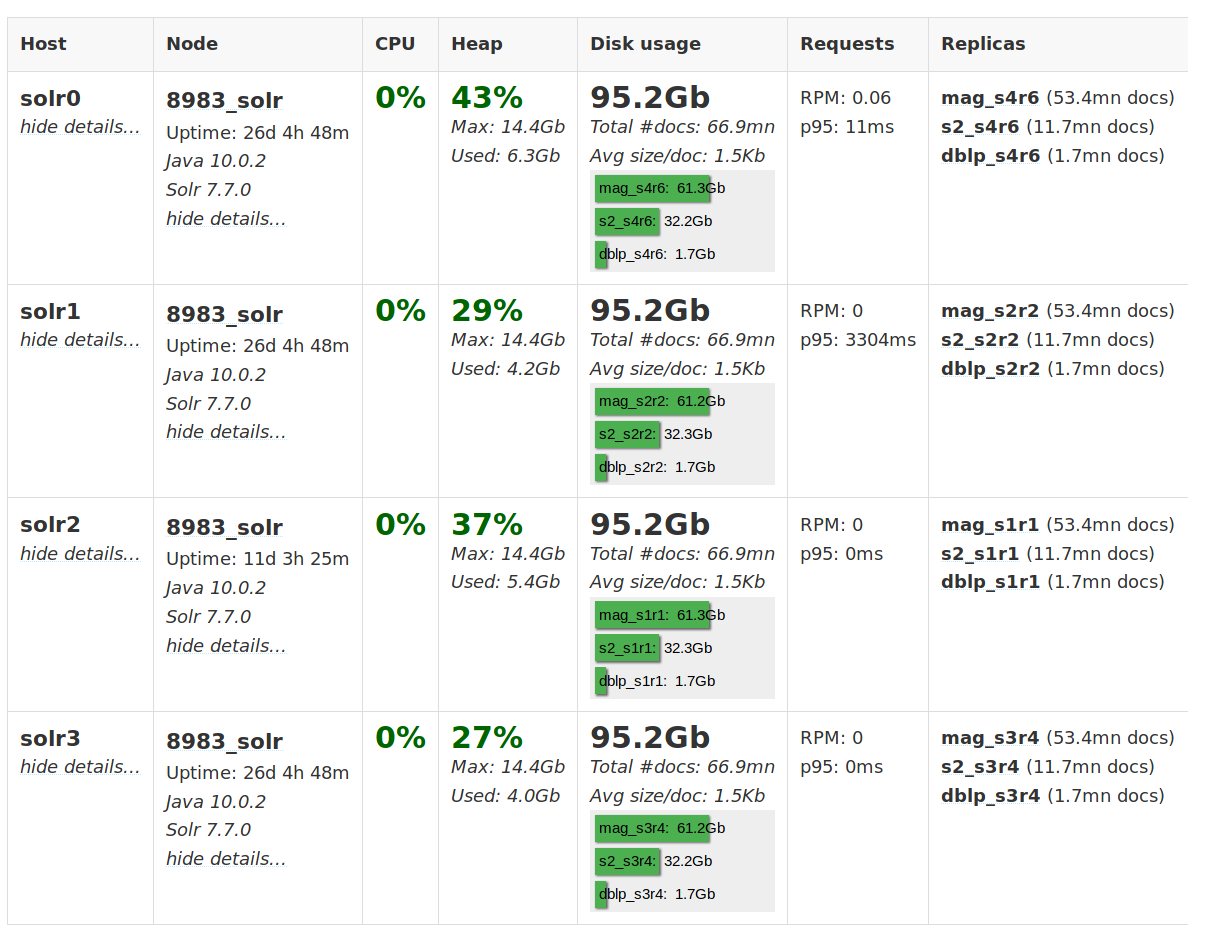 Host Node CPU Heap Disk usage Requests Replicas
solr0
hide details...
8983_solr
Uptime: 26d 4h 48m
Java 10.0.2
Solr 7.7.0
hide details...
0%
43%
Max: 14.4Gb
Used: 6.3Gb
95.2Gb
Total #docs: 66.9mn
Avg size/doc: 1.5Kb
mag_s4r6: 61.3Gb
s2_s4r6: 32.2Gb
dblp_s4r6: 1.7Gb
RPM: 0.06
p95: 11ms
mag_s4r6 (53.4mn docs)
s2_s4r6 (11.7mn docs)
dblp_s4r6 (1.7mn docs)
solr1
hide details...
8983_solr
Uptime: 26d 4h 48m
Java 10.0.2
Solr 7.7.0
hide details...
0%
29%
Max: 14.4Gb
Used: 4.2Gb
95.2Gb
Total #docs: 66.9mn
Avg size/doc: 1.5Kb
mag_s2r2: 61.2Gb
s2_s2r2: 32.3Gb
dblp_s2r2: 1.7Gb
RPM: 0
p95: 3304ms
mag_s2r2 (53.4mn docs)
s2_s2r2 (11.7mn docs)
dblp_s2r2 (1.7mn docs)
solr2
hide details...
8983_solr
Uptime: 11d 3h 25m
Java 10.0.2
Solr 7.7.0
hide details...
0%
37%
Max: 14.4Gb
Used: 5.4Gb
95.2Gb
Total #docs: 66.9mn
Avg size/doc: 1.5Kb
mag_s1r1: 61.3Gb
s2_s1r1: 32.3Gb
dblp_s1r1: 1.7Gb
RPM: 0
p95: 0ms
mag_s1r1 (53.4mn docs)
s2_s1r1 (11.7mn docs)
dblp_s1r1 (1.7mn docs)
solr3
hide details...
8983_solr
Uptime: 26d 4h 48m
Java 10.0.2
Solr 7.7.0
hide details...
0%
27%
Max: 14.4Gb
Used: 4.0Gb
95.2Gb
Total #docs: 66.9mn
Avg size/doc: 1.5Kb
mag_s3r4: 61.2Gb
s2_s3r4: 32.2Gb
dblp_s3r4: 1.7Gb
RPM: 0
p95: 0ms
mag_s3r4 (53.4mn docs)
s2_s3r4 (11.7mn docs)
dblp_s3r4 (1.7mn docs)